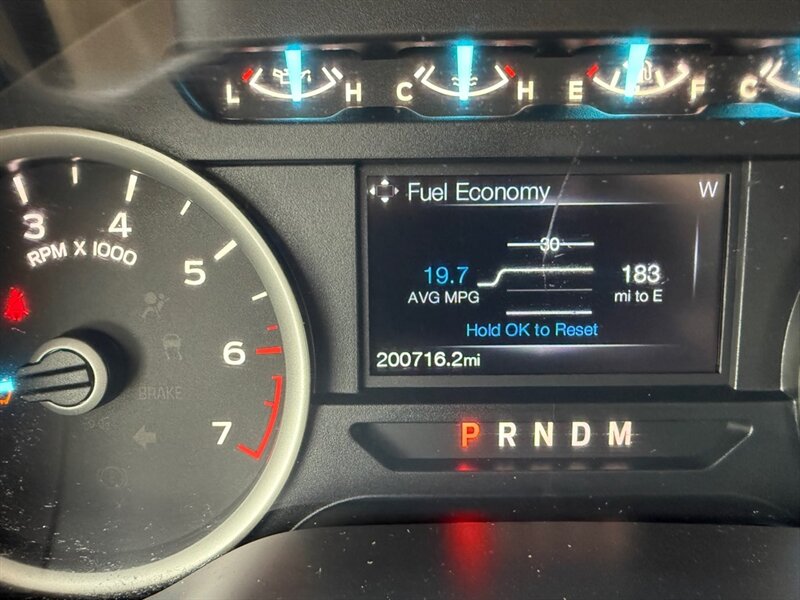 L H C H E F C
Fuel Economy W
3 4 5 6 7
RPM X 1000
30
19.7
AVG MPG
183
mi to E
Hold OK to Reset
200716.2mi
BRAKE
P R N D M